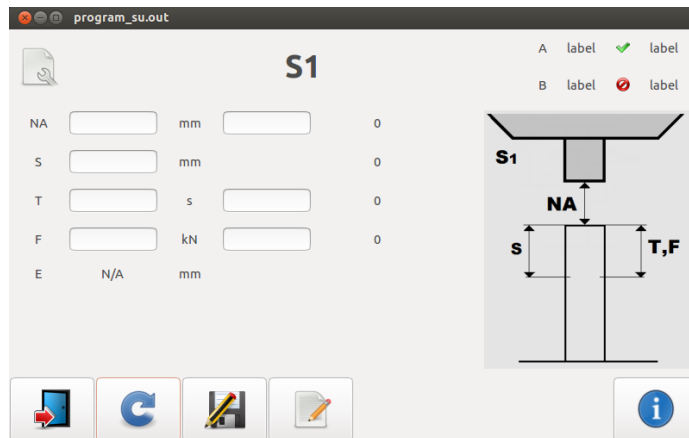 program_su.out
S1
A label label
B label label
NA mm 0
S mm 0
T s 0
F kN 0
E N/A mm
S1
NA
S
T,F